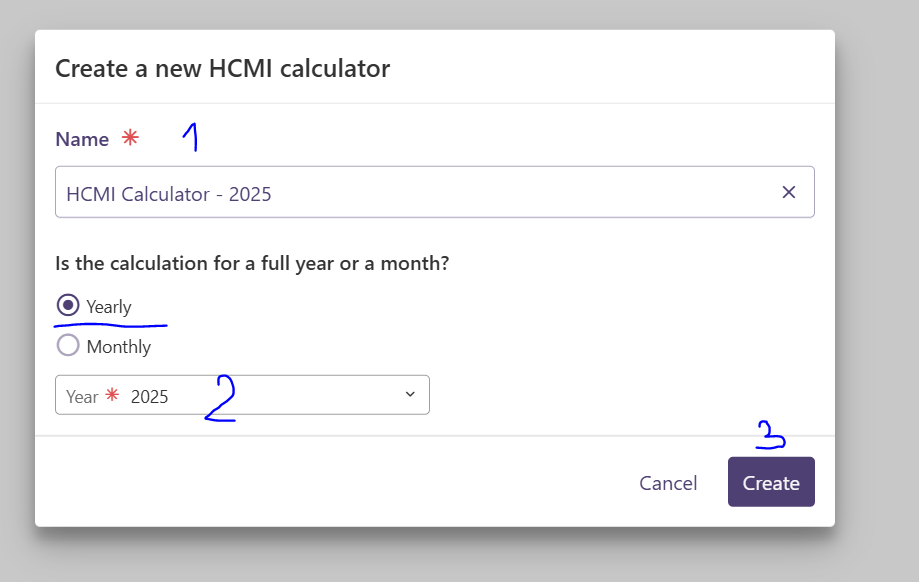 Create a new HCMI calculator
Name * 1
HCMI Calculator - 2025
Is the calculation for a full year or a month?
Yearly
Monthly
Year * 2025 2
3
Cancel Create